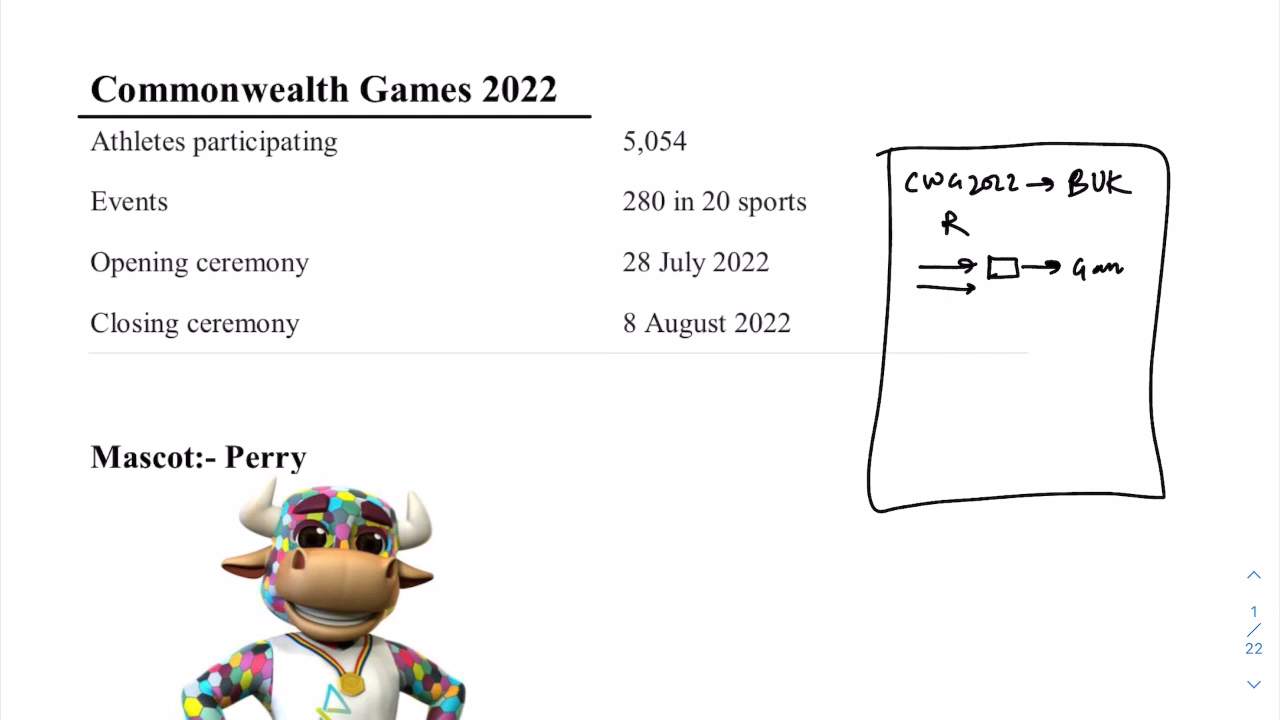 Commonwealth Games 2022
Athletes participating 5,054
Events 280 in 20 sports
Opening ceremony 28 July 2022
Closing ceremony 8 August 2022
Mascot:- Perry
CWG2022 → BUK
R
1
/
22